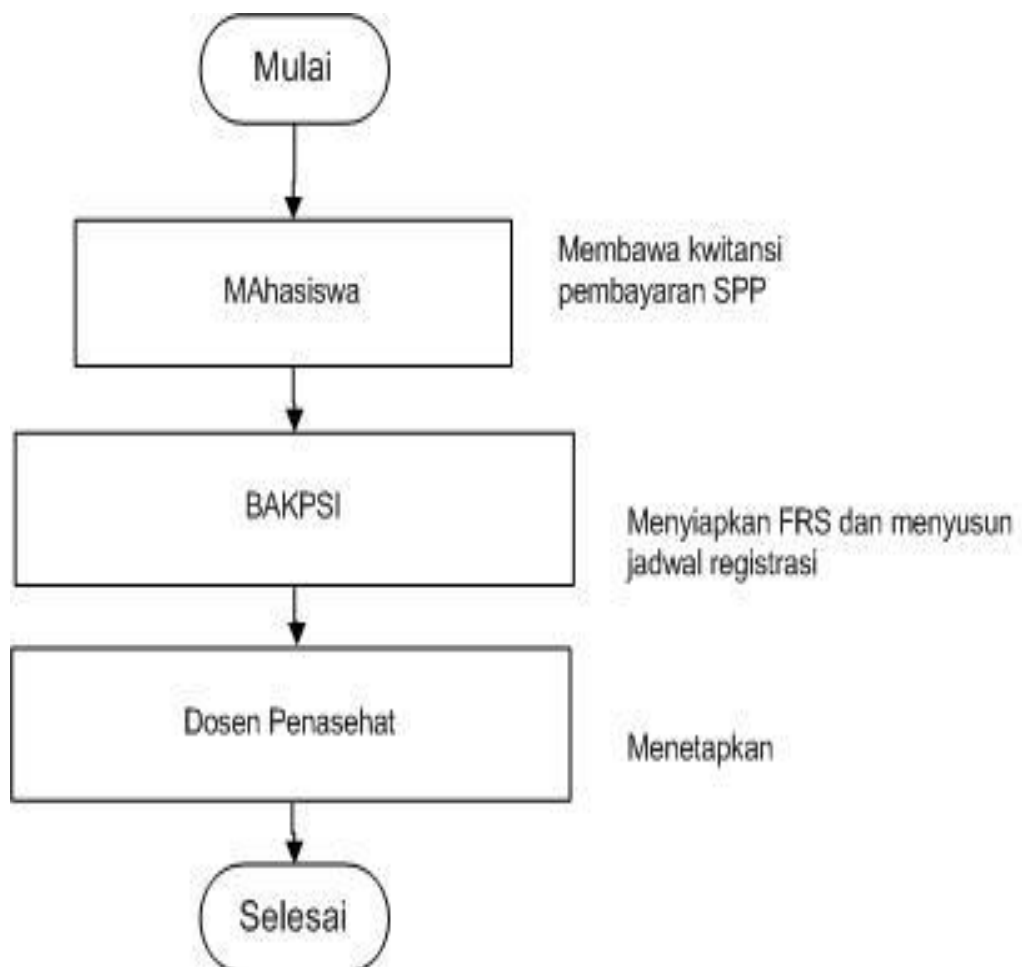 Mulai
MAhasiswa
Membawa kwitansi
pembayaran SPP
BAKPSI
Menyiapkan FRS dan menyusun
jadwal registrasi
Dosen Penasehat
Menetapkan
Selesai